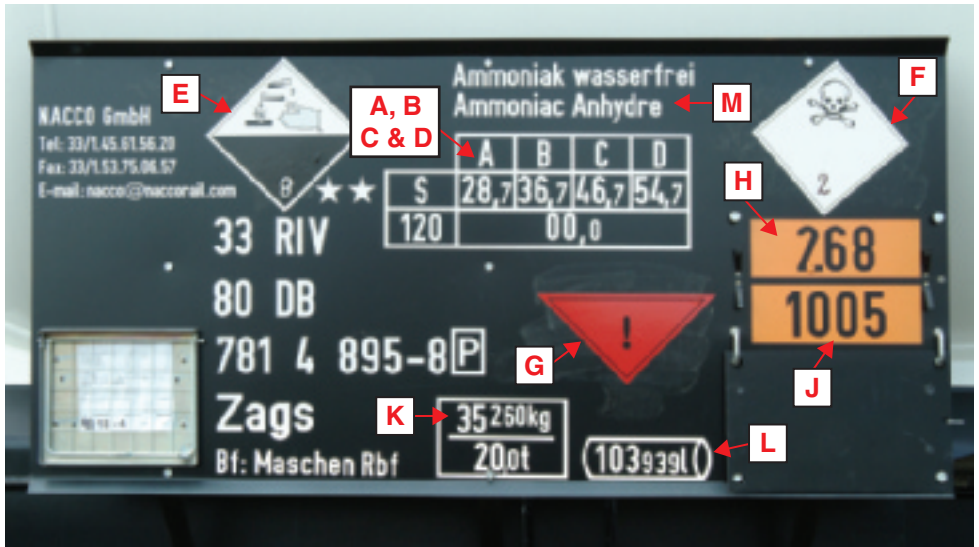 E
A, B
C & D
Ammoniak wasserfrei
Ammoniac Anhydre
M
F
NACCO GmbH
Tel: 33/1.45.61.56.20
Fax: 33/1.53.75.06.57
E-mail: nacco@naccorail.com
8
★★
A B C D
S 28,7 36,7 46,7 54,7
120 00,0
2
H
268
1005
J
33 RIV
80 DB
781 4 895-8 P
Zags
Bf: Maschen Rbf
!
G
K
35 260kg
20,0t
103 939 l
L